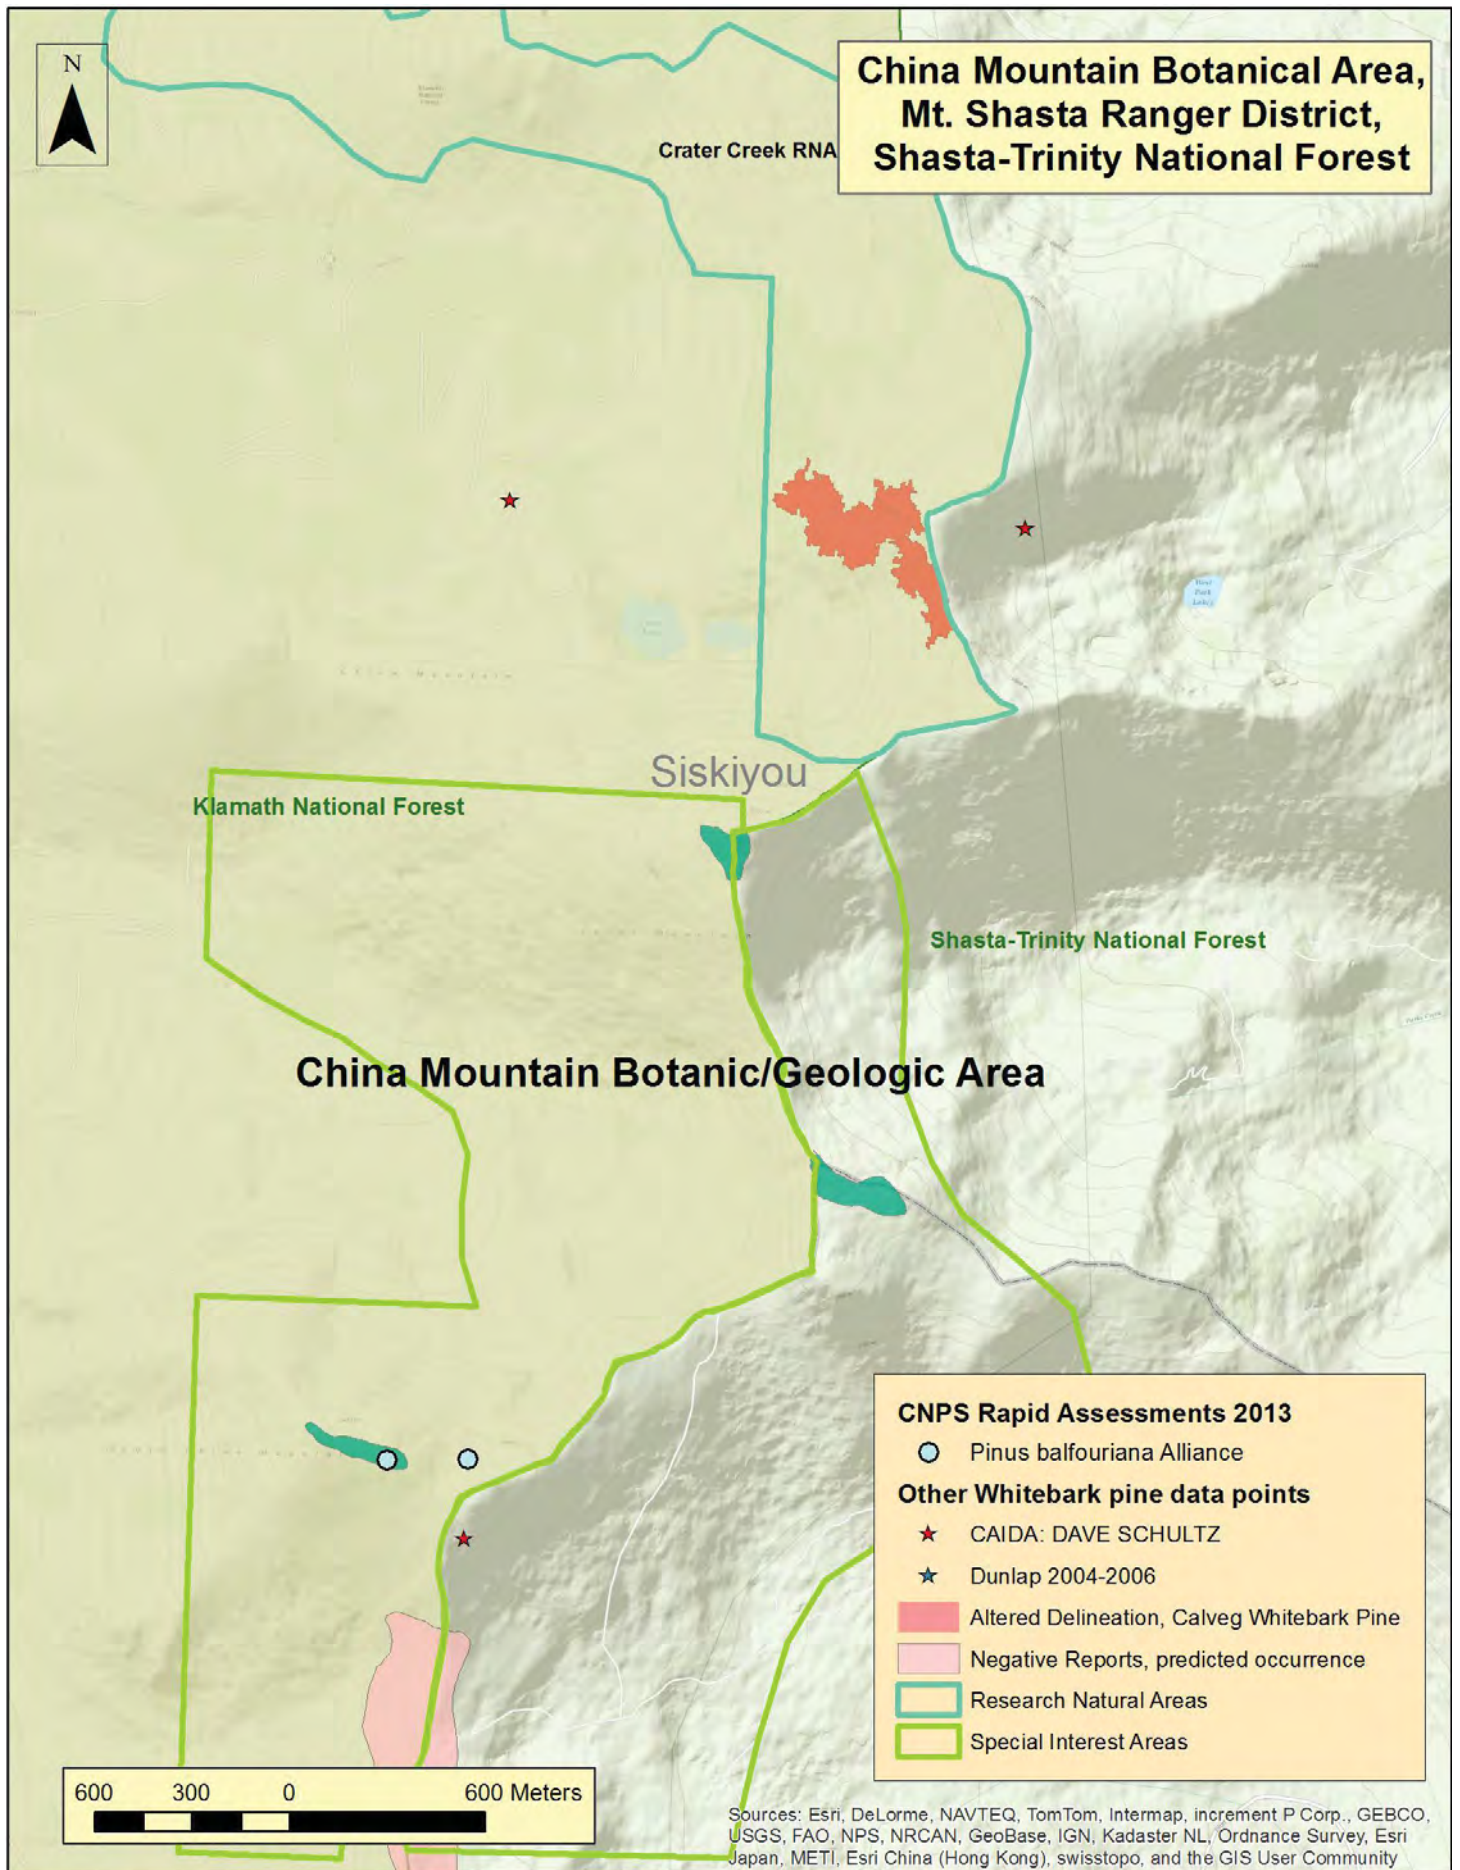 N
China Mountain Botanical Area,
Mt. Shasta Ranger District,
Shasta-Trinity National Forest
Crater Creek RNA
Siskiyou
Klamath National Forest
Shasta-Trinity National Forest
China Mountain Botanic/Geologic Area
CNPS Rapid Assessments 2013
Pinus balfouriana Alliance
Other Whitebark pine data points
CAIDA: DAVE SCHULTZ
Dunlap 2004-2006
Altered Delineation, Calveg Whitebark Pine
Negative Reports, predicted occurrence
Research Natural Areas
Special Interest Areas
600 300 0 600 Meters
Sources: Esri, DeLorme, NAVTEQ, TomTom, Intermap, increment P Corp., GEBCO,
USGS, FAO, NPS, NRCAN, GeoBase, IGN, Kadaster NL, Ordnance Survey, Esri
Japan, METI, Esri China (Hong Kong), swisstopo, and the GIS User Community